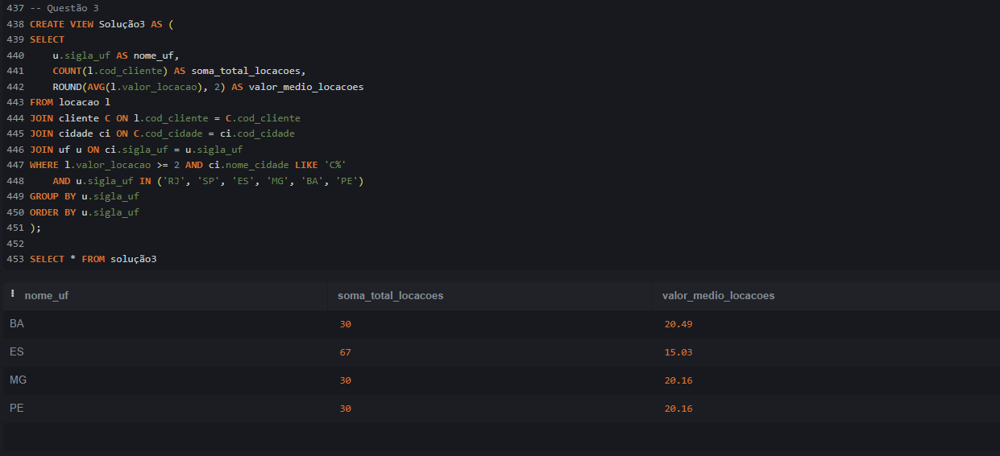 437 -- Questão 3
438 CREATE VIEW Solução3 AS (
439 SELECT
440     u.sigla_uf AS nome_uf,
441     COUNT(l.cod_cliente) AS soma_total_locacoes,
442     ROUND(AVG(l.valor_locacao), 2) AS valor_medio_locacoes
443 FROM locacao l
444 JOIN cliente C ON l.cod_cliente = C.cod_cliente
445 JOIN cidade ci ON C.cod_cidade = ci.cod_cidade
446 JOIN uf u ON ci.sigla_uf = u.sigla_uf
447 WHERE l.valor_locacao >= 2 AND ci.nome_cidade LIKE 'C%'
448     AND u.sigla_uf IN ('RJ', 'SP', 'ES', 'MG', 'BA', 'PE')
449 GROUP BY u.sigla_uf
450 ORDER BY u.sigla_uf
451 );
452
453 SELECT * FROM solução3
nome_uf soma_total_locacoes valor_medio_locacoes
BA 30 20.49
ES 67 15.03
MG 30 20.16
PE 30 20.16